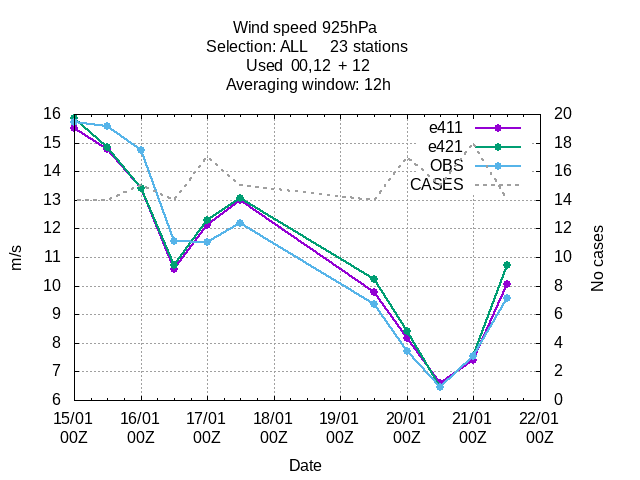 Wind speed 925hPa
Selection: ALL 23 stations
Used 00,12 + 12
Averaging window: 12h
16 20
15 18
14 16
13 14
12 12
11 10
10 8
9 6
8 4
7 2
6 0
e411
e421
OBS
CASES
m/s
No cases
15/01 16/01 17/01 18/01 19/01 20/01 21/01 22/01
00Z 00Z 00Z 00Z 00Z 00Z 00Z 00Z
Date